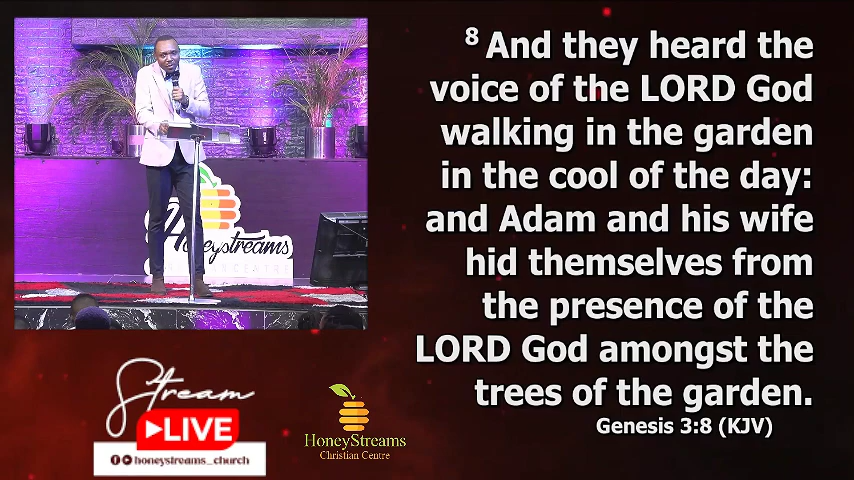 8 And they heard the
voice of the LORD God
walking in the garden
in the cool of the day:
and Adam and his wife
hid themselves from
the presence of the
LORD God amongst the
trees of the garden.
Genesis 3:8 (KJV)
Honeystreams
Stream
LIVE
honeystreams_church
HoneyStreams
Christian Centre